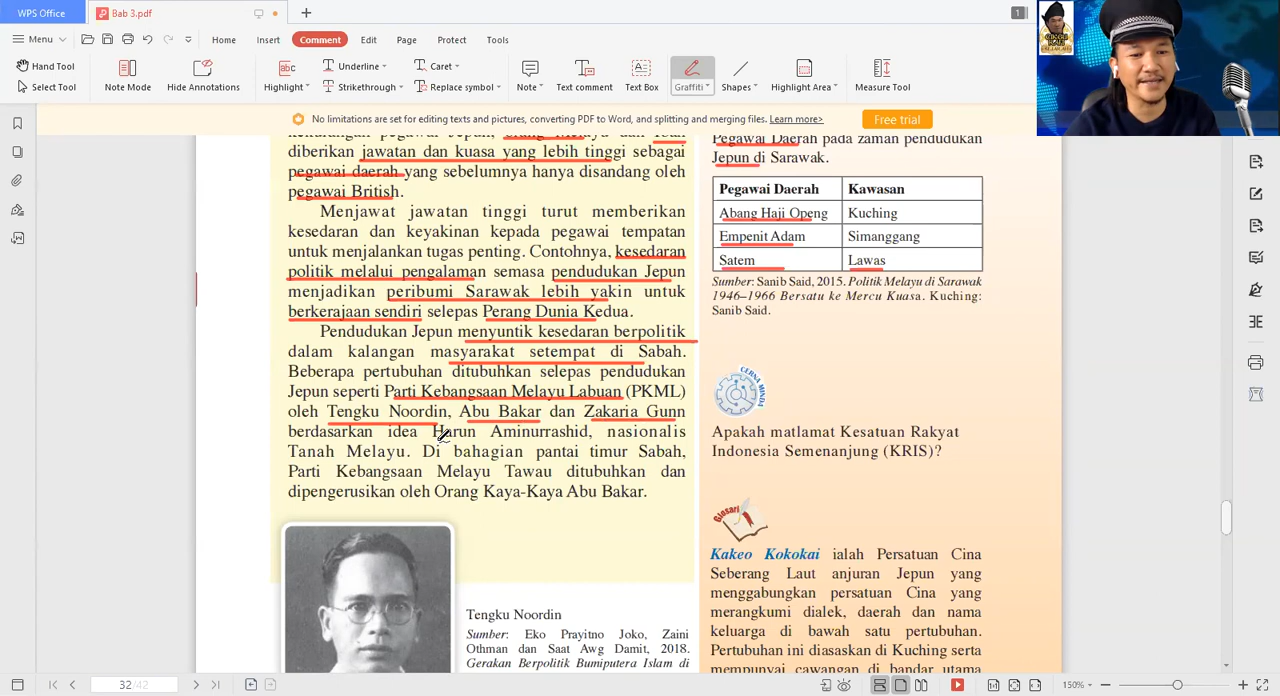 WPS Office
Bab 3.pdf
1
Menu
Home
Insert
Comment
Edit
Page
Protect
Tools
Hand Tool
Select Tool
Note Mode
Hide Annotations
Highlight
Underline
Strikethrough
Caret
Replace symbol
Note
Text comment
Text Box
Graffiti
Shapes
Highlight Area
Measure Tool
No limitations are set for editing texts and pictures, converting PDF to Word, and splitting and merging files. Learn more>
Free trial
diberikan jawatan dan kuasa yang lebih tinggi sebagai
pegawai daerah yang sebelumnya hanya disandang oleh
pegawai British.
Menjawat jawatan tinggi turut memberikan
kesedaran dan keyakinan kepada pegawai tempatan
untuk menjalankan tugas penting. Contohnya, kesedaran
politik melalui pengalaman semasa pendudukan Jepun
menjadikan peribumi Sarawak lebih yakin untuk
berkerajaan sendiri selepas Perang Dunia Kedua.
Pendudukan Jepun menyuntik kesedaran berpolitik
dalam kalangan masyarakat setempat di Sabah.
Beberapa pertubuhan ditubuhkan selepas pendudukan
Jepun seperti Parti Kebangsaan Melayu Labuan (PKML)
oleh Tengku Noordin, Abu Bakar dan Zakaria Gunn
berdasarkan idea Harun Aminurrashid, nasionalis
Tanah Melayu. Di bahagian pantai timur Sabah,
Parti Kebangsaan Melayu Tawau ditubuhkan dan
dipengerusikan oleh Orang Kaya-Kaya Abu Bakar.
Tengku Noordin
Sumber: Eko Prayitno Joko, Zaini
Othman dan Saat Awg Damit, 2018.
Gerakan Berpolitik Bumiputera Islam di
Pegawai Daerah pada zaman pendudukan
Jepun di Sarawak.
Pegawai Daerah Kawasan
Abang Haji Openg Kuching
Empenit Adam Simanggang
Satem Lawas
Sumber: Sanib Said, 2015. Politik Melayu di Sarawak
1946–1966 Bersatu ke Mercu Kuasa. Kuching:
Sanib Said.
CERNA MINDA
Apakah matlamat Kesatuan Rakyat
Indonesia Semenanjung (KRIS)?
Glosari
Kakeo Kokokai ialah Persatuan Cina
Seberang Laut anjuran Jepun yang
menggabungkan persatuan Cina yang
merangkumi dialek, daerah dan nama
keluarga di bawah satu pertubuhan.
Pertubuhan ini diasaskan di Kuching serta
mempunyai cawangan di bandar utama
32/42
150%